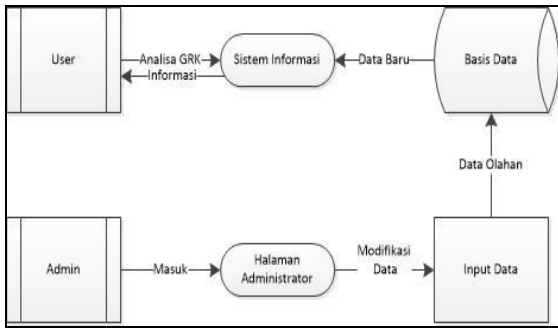 User
Analisa GRK
Informasi
Sistem Informasi
Data Baru
Basis Data
Data Olahan
Admin
Masuk
Halaman
Administrator
Modifikasi
Data
Input Data